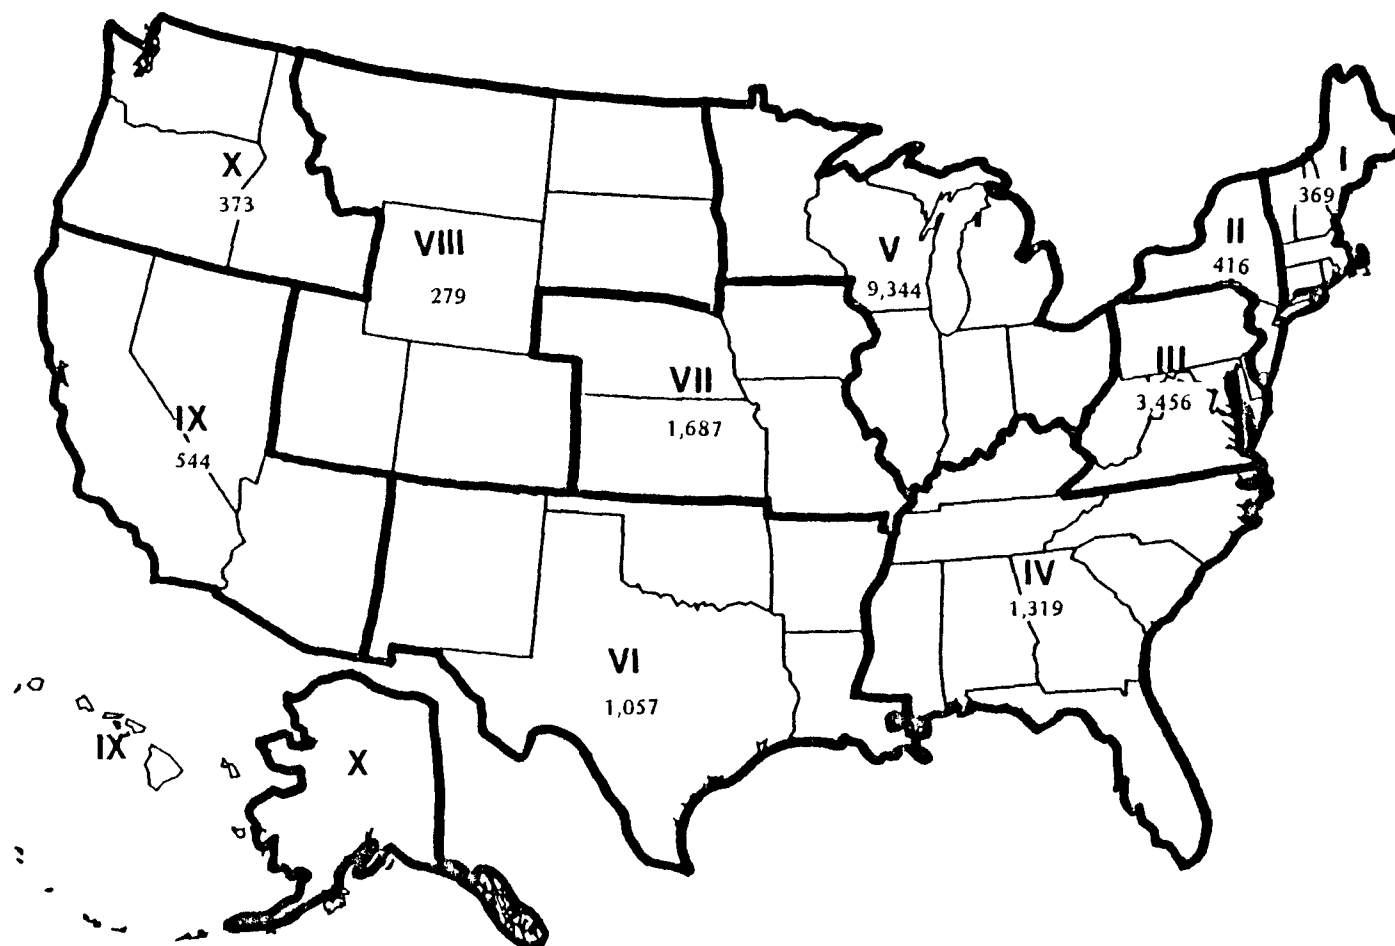 X
373
VIII
279
IX
544
VII
1,687
V
9,344
I
369
II
416
III
3,456
IV
1,319
VI
1,057
IX
X